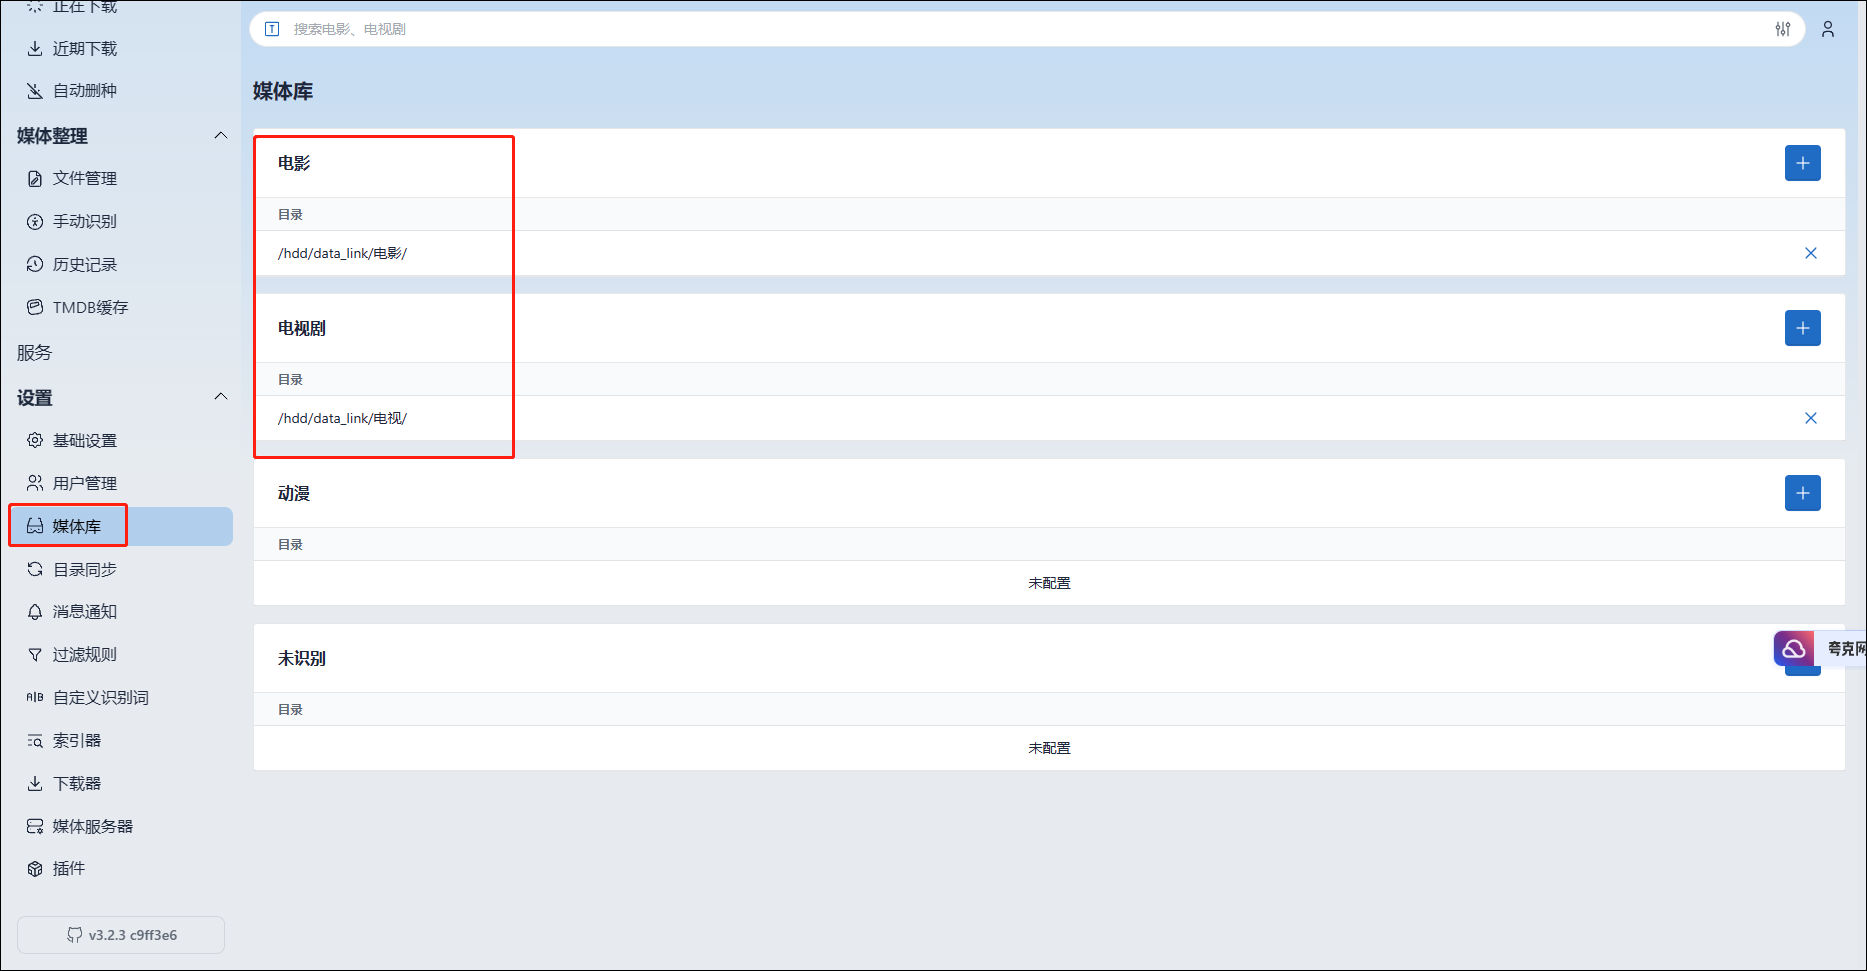 正在下载
近期下载
自动删种
媒体整理
文件管理
手动识别
历史记录
TMDB缓存
服务
设置
基础设置
用户管理
媒体库
目录同步
消息通知
过滤规则
自定义识别词
索引器
下载器
媒体服务器
插件
v3.2.3 c9ff3e6
搜索电影、电视剧
媒体库
电影
目录
/hdd/data_link/电影/
电视剧
目录
/hdd/data_link/电视/
动漫
目录
未配置
未识别
夸克网
目录
未配置